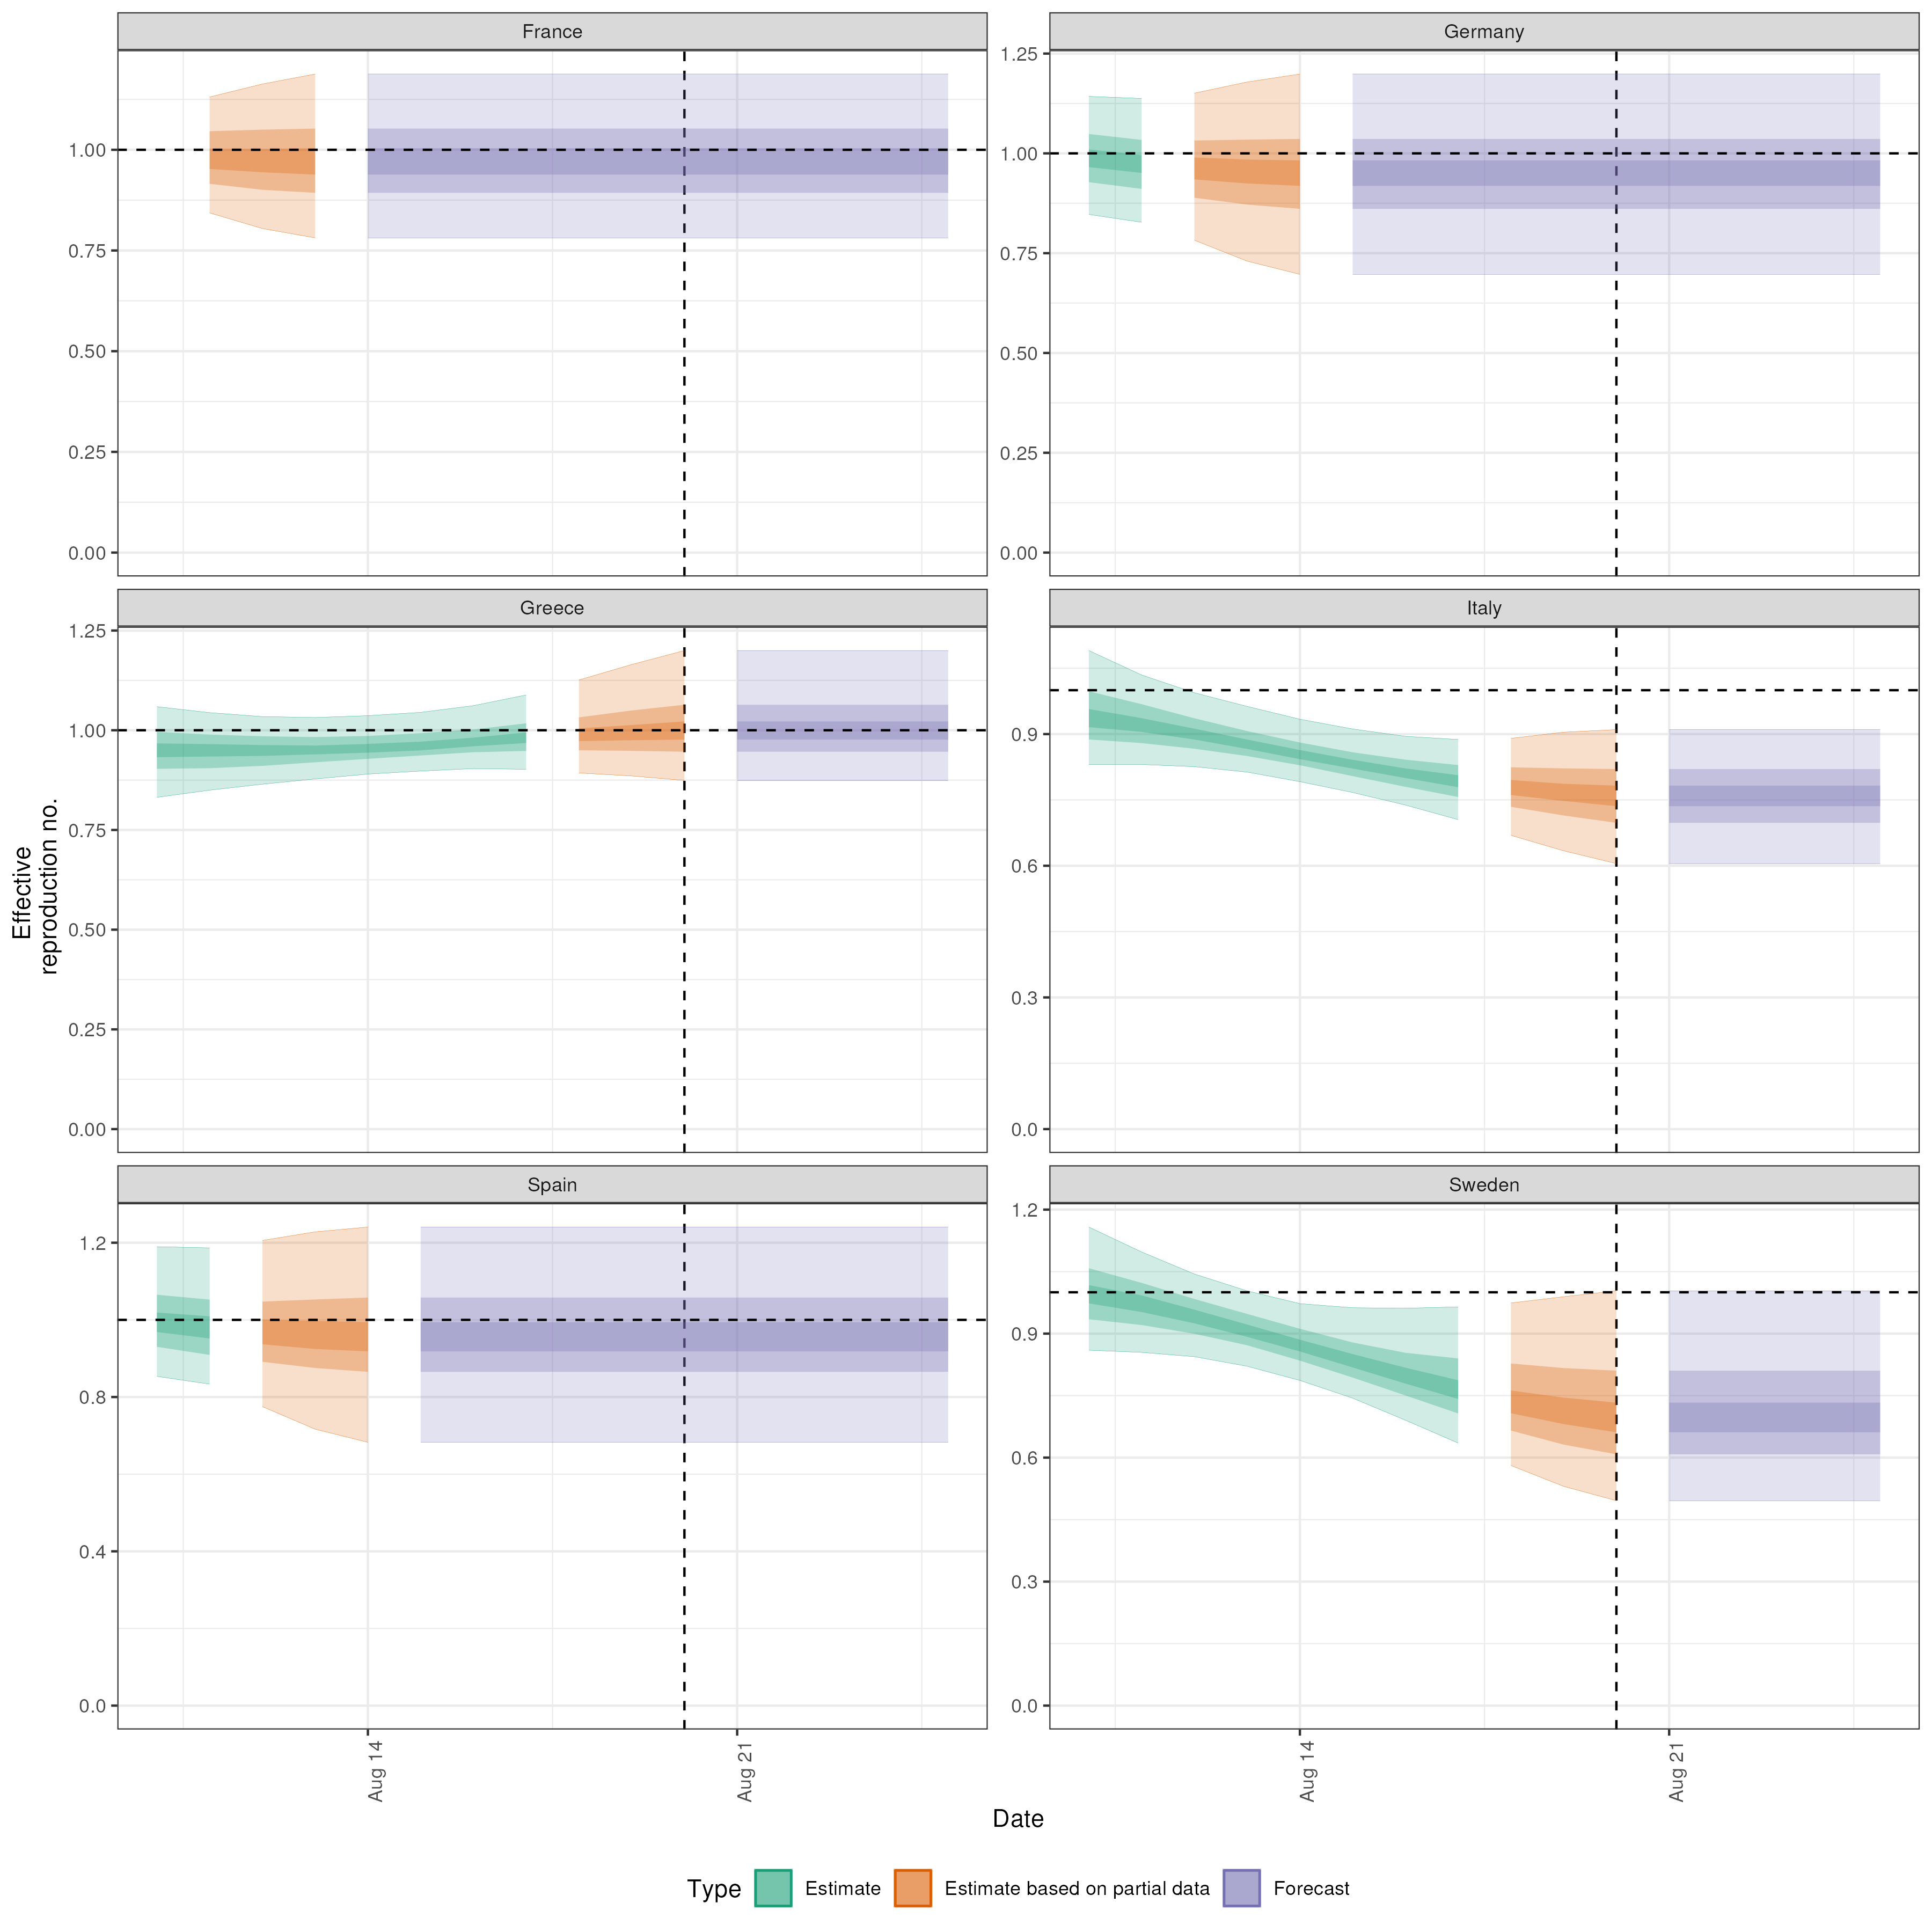 France
Germany
1.00
0.75
0.50
0.25
0.00
1.25
1.00
0.75
0.50
0.25
0.00
Greece
Italy
1.25
1.00
0.75
0.50
0.25
0.00
0.9
0.6
0.3
0.0
Effective
reproduction no.
Spain
Sweden
1.2
0.8
0.4
0.0
1.2
0.9
0.6
0.3
0.0
Aug 14
Aug 21
Aug 14
Aug 21
Date
Type Estimate Estimate based on partial data Forecast